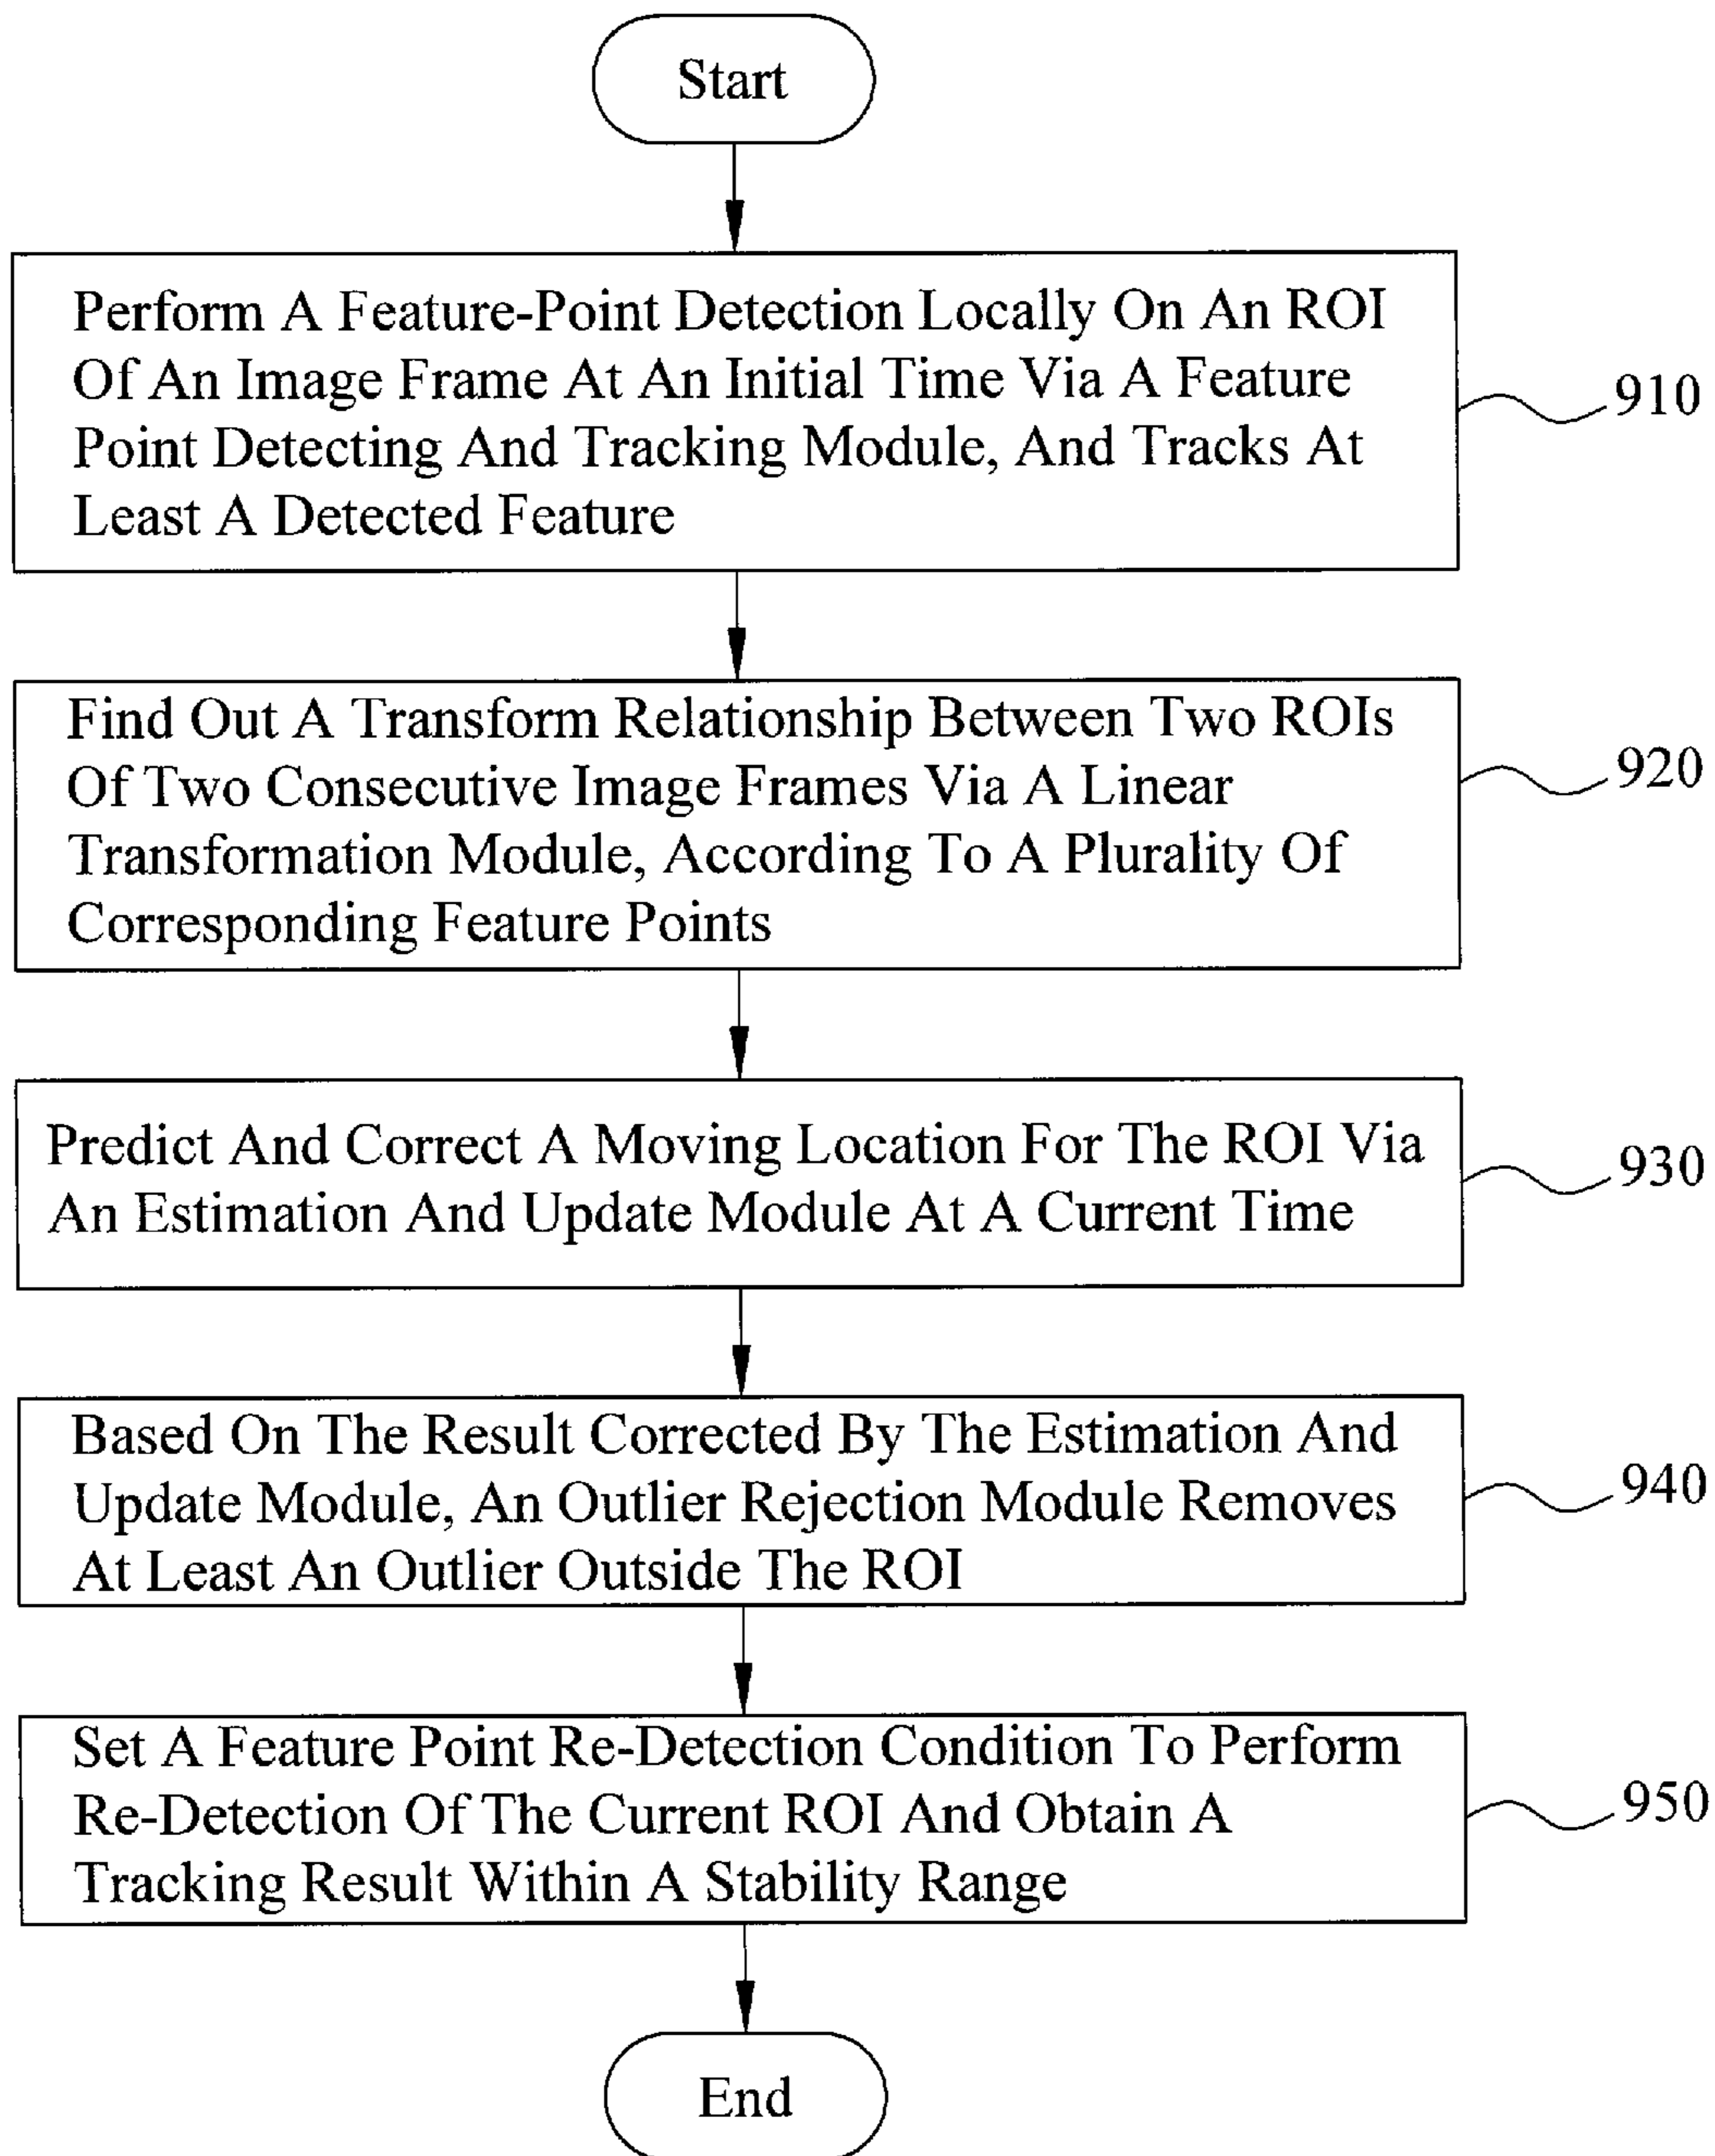 Start
Perform A Feature-Point Detection Locally On An ROI
Of An Image Frame At An Initial Time Via A Feature
Point Detecting And Tracking Module, And Tracks At
Least A Detected Feature
910
Find Out A Transform Relationship Between Two ROIs
Of Two Consecutive Image Frames Via A Linear
Transformation Module, According To A Plurality Of
Corresponding Feature Points
920
Predict And Correct A Moving Location For The ROI Via
An Estimation And Update Module At A Current Time
930
Based On The Result Corrected By The Estimation And
Update Module, An Outlier Rejection Module Removes
At Least An Outlier Outside The ROI
940
Set A Feature Point Re-Detection Condition To Perform
Re-Detection Of The Current ROI And Obtain A
Tracking Result Within A Stability Range
950
End